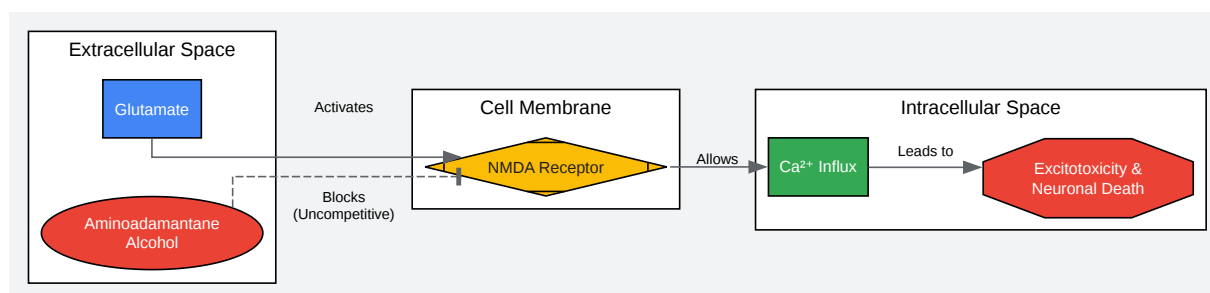 Extracellular Space
Glutamate
Aminoadamantane
Alcohol
Activates
Blocks
(Uncompetitive)
Cell Membrane
NMDA Receptor
Allows
Intracellular Space
Ca²⁺ Influx
Leads to
Excitotoxicity &
Neuronal Death